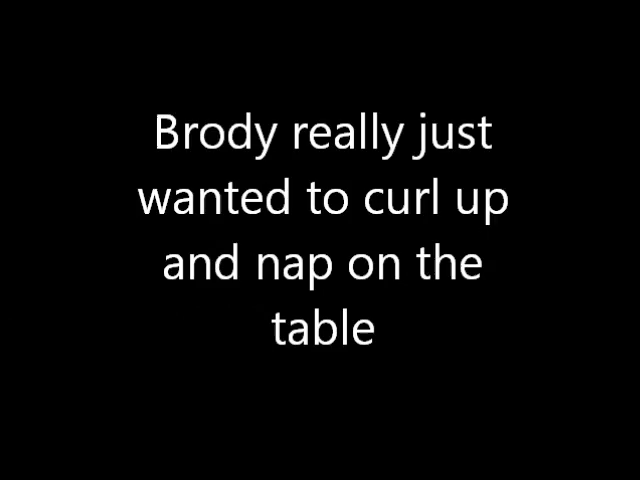 Brody really just
wanted to curl up
and nap on the
table